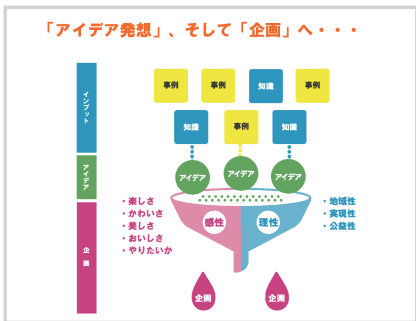 「アイデア発想」、そして「企画」へ・・・
インプット
事例
事例
知識
事例
知識
事例
知識
アイデア
アイデア
アイデア
アイデア
企画
・楽しさ
・かわいさ
・美しさ
・おいしさ
・やりたいか
感性
理性
・地域性
・実現性
・公益性
企画
企画